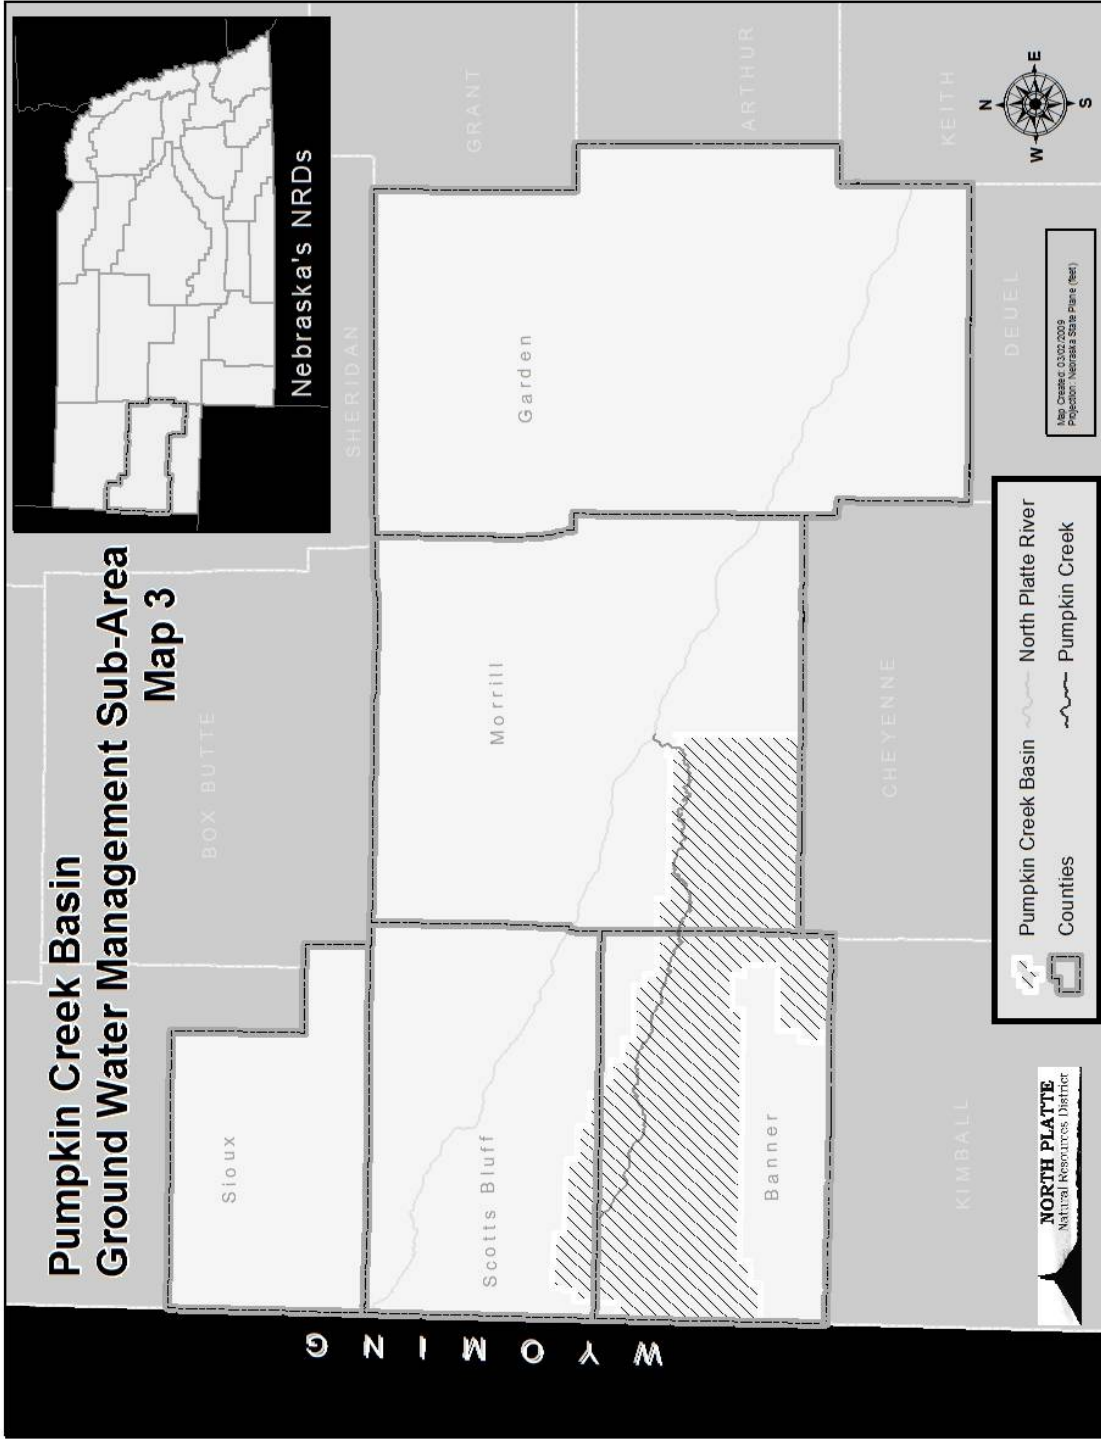 Pumpkin Creek Basin
Ground Water Management Sub-Area
Map 3
Nebraska's NRDs
SHERIDAN
GRANT
ARTHUR
KEITH
BOX BUTTE
Sioux
Scotts Bluff
Morrill
Garden
Banner
CHEYENNE
KIMBALL
DEUEL
WYOMING
N
W
E
S
NORTH PLATTE
Natural Resources District
Pumpkin Creek Basin
North Platte River
Counties
Pumpkin Creek
Map Created: 03/02/2009
Projection: Nebraska State Plane (feet)